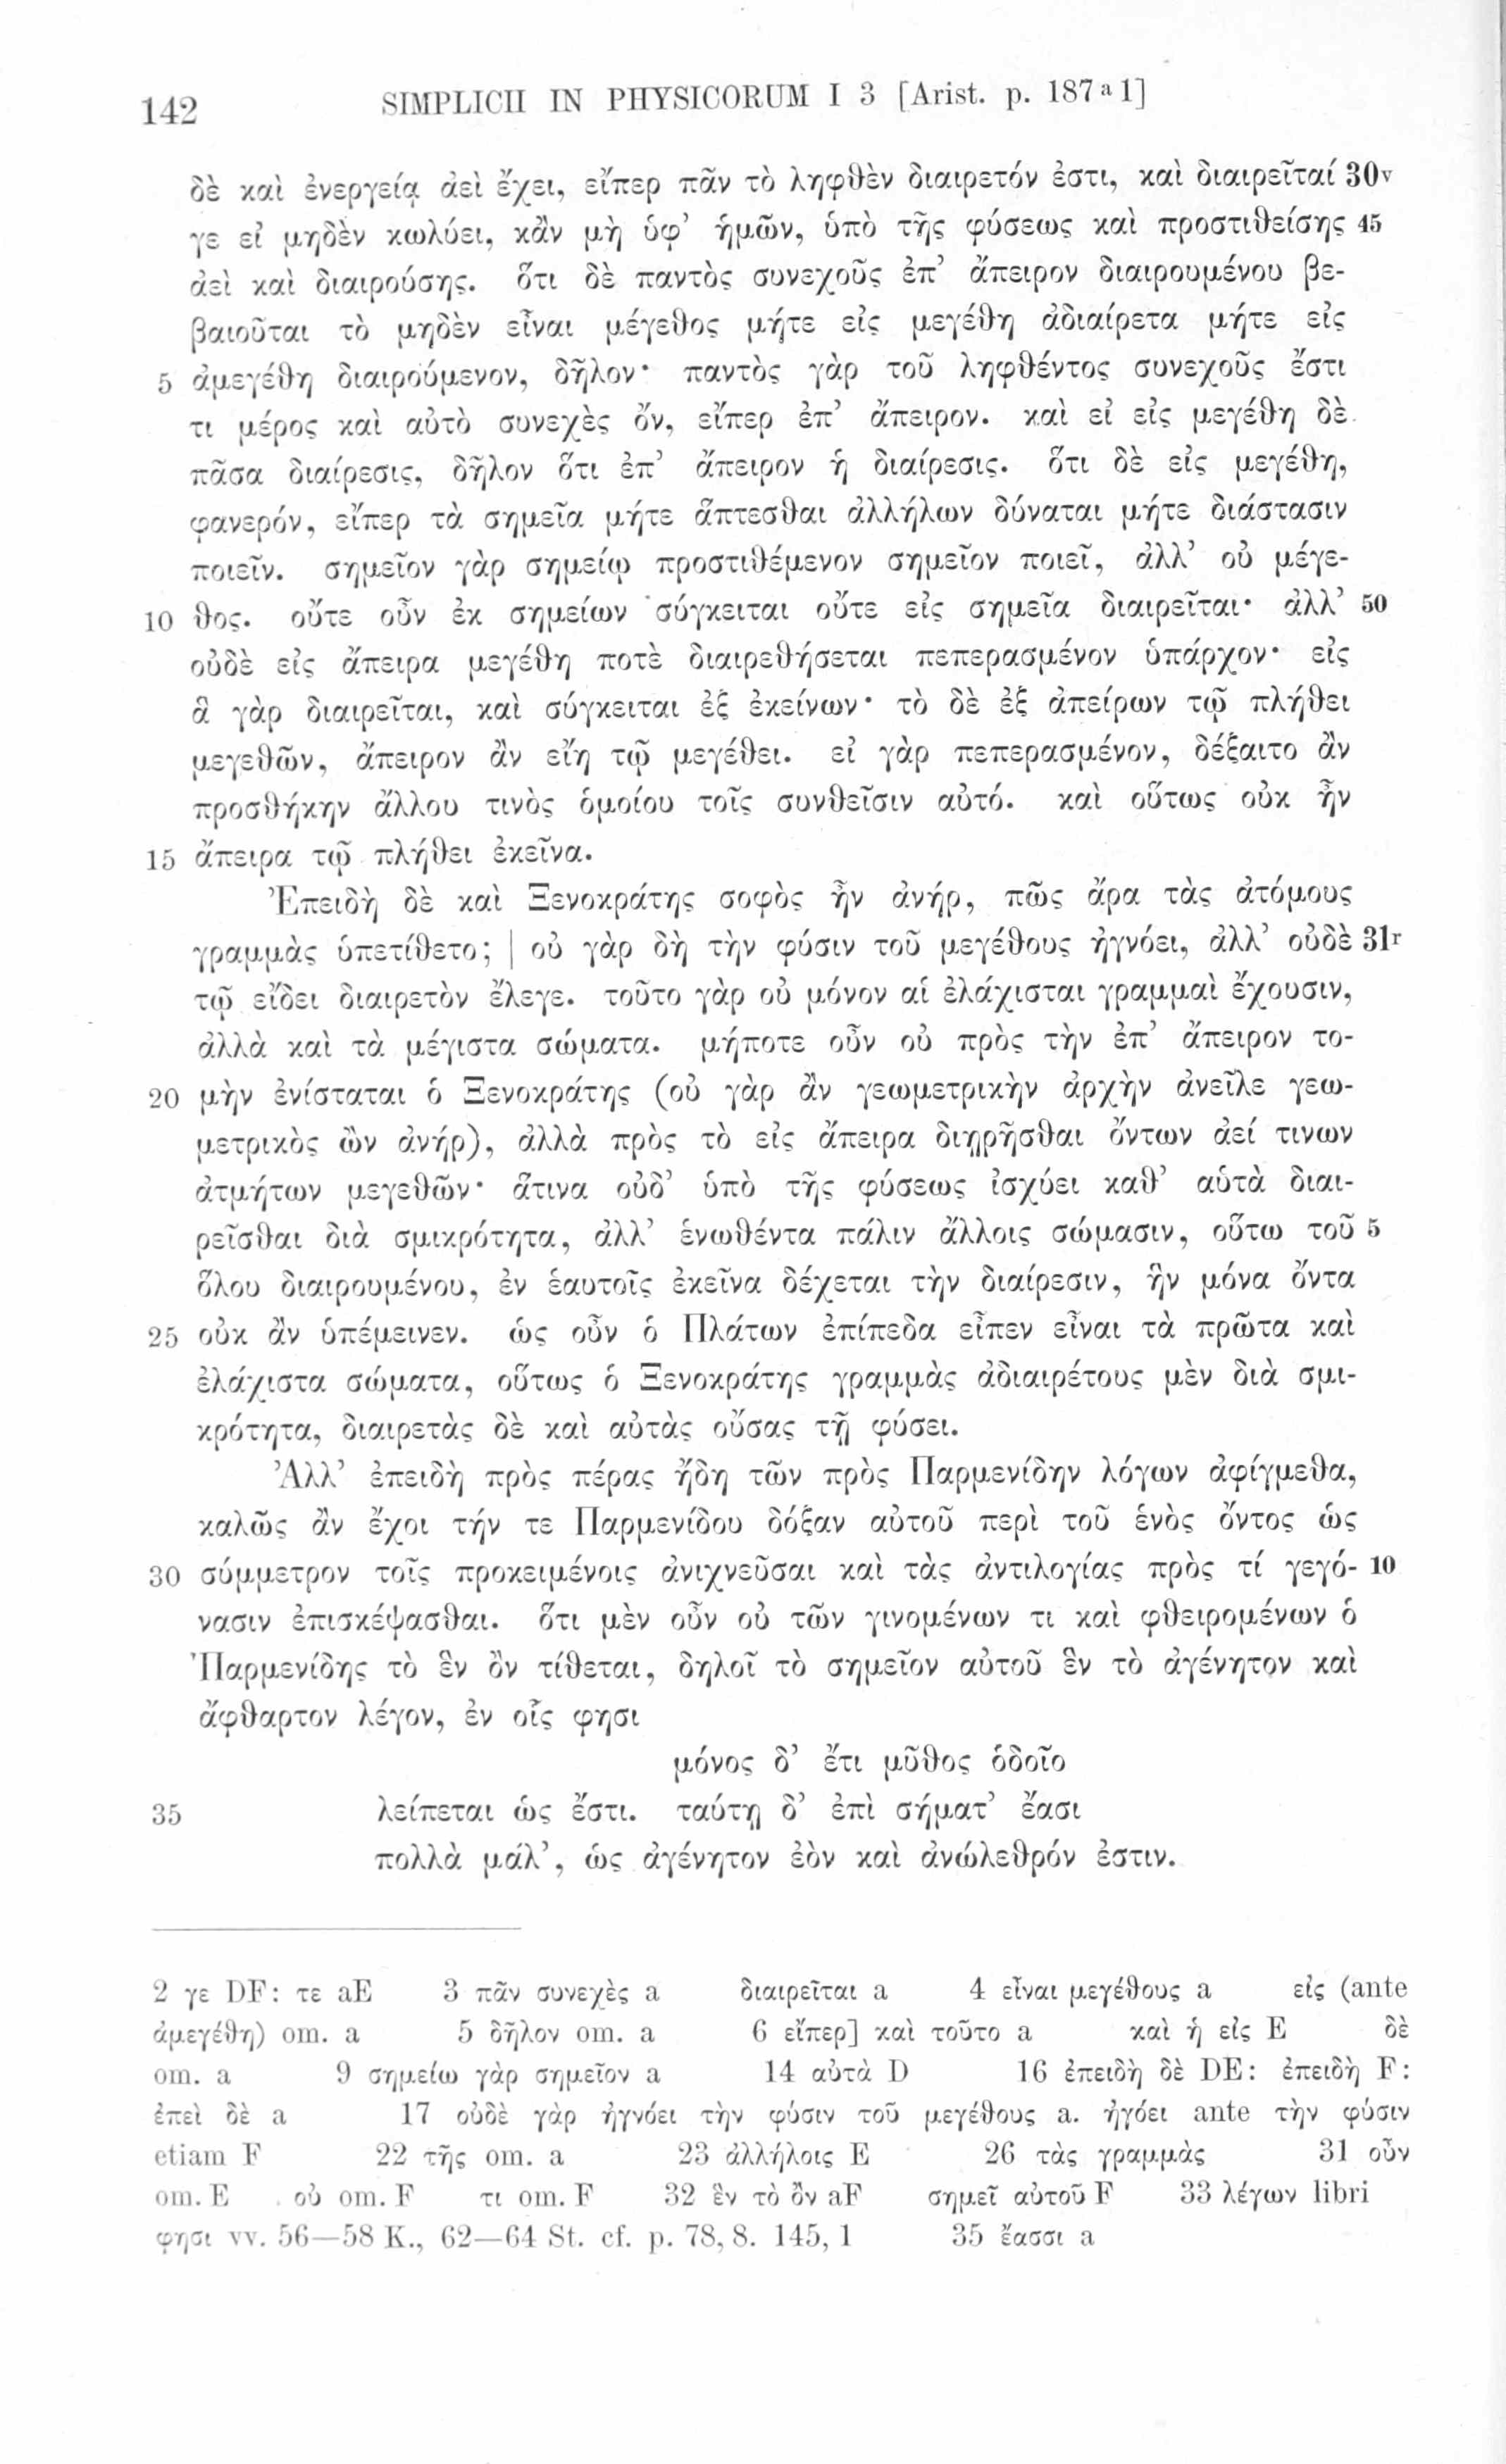 142 SIMPLICII IN PHYSICORUM I 3 [Arist. p. 187 a 1]
δὲ καὶ ἐνεργείᾳ ἀεὶ ἔχει, εἴπερ πᾶν τὸ ληφθὲν διαιρετόν ἐστι, καὶ διαιρεῖταί 30v
γε εἰ μηδὲν κωλύει, κἂν μὴ ὑφ’ ἡμῶν, ὑπὸ τῆς φύσεως καὶ προστιθείσης 45
ἀεὶ καὶ διαιρούσης. ὅτι δὲ παντὸς συνεχοῦς ἐπ’ ἄπειρον διαιρουμένου βε-
βαιοῦται τὸ μηδὲν εἶναι μέγεθος μήτε εἰς μεγέθη ἀδιαίρετα μήτε εἰς
5 ἀμεγέθη διαιρούμενον, δῆλον· παντὸς γὰρ τοῦ ληφθέντος συνεχοῦς ἔστι
τι μέρος καὶ αὐτὸ συνεχὲς ὄν, εἴπερ ἐπ’ ἄπειρον. καὶ εἰ εἰς μεγέθη δὲ
πᾶσα διαίρεσις, δῆλον ὅτι ἐπ’ ἄπειρον ἡ διαίρεσις. ὅτι δὲ εἰς μεγέθη,
φανερόν, εἴπερ τὰ σημεῖα μήτε ἅπτεσθαι ἀλλήλων δύναται μήτε διάστασιν
ποιεῖν. σημεῖον γὰρ σημείῳ προστιθέμενον σημεῖον ποιεῖ, ἀλλ’ οὐ μέγε-
10 θος. οὔτε οὖν ἐκ σημείων σύγκειται οὔτε εἰς σημεῖα διαιρεῖται· ἀλλ’ 50
οὐδὲ εἰς ἄπειρα μεγέθη ποτὲ διαιρεθήσεται πεπερασμένον ὑπάρχον· εἰς
ἃ γὰρ διαιρεῖται, καὶ σύγκειται ἐξ ἐκείνων· τὸ δὲ ἐξ ἀπείρων τῷ πλήθει
μεγεθῶν, ἄπειρον ἂν εἴη τῷ μεγέθει. εἰ γὰρ πεπερασμένον, δέξαιτο ἂν
προσθήκην ἄλλου τινὸς ὁμοίου τοῖς συνθεῖσιν αὐτό. καὶ οὕτως οὐκ ἦν
15 ἄπειρα τῷ πλήθει ἐκεῖνα.
Ἐπειδὴ δὲ καὶ Ξενοκράτης σοφὸς ἦν ἀνήρ, πῶς ἄρα τὰς ἀτόμους
γραμμὰς ὑπετίθετο; | οὐ γὰρ δὴ τὴν φύσιν τοῦ μεγέθους ἠγνόει, ἀλλ’ οὐδὲ 31r
τῷ εἴδει διαιρετὸν ἔλεγε. τοῦτο γὰρ οὐ μόνον αἱ ἐλάχισται γραμμαὶ ἔχουσιν,
ἀλλὰ καὶ τὰ μέγιστα σώματα. μήποτε οὖν οὐ πρὸς τὴν ἐπ’ ἄπειρον το-
20 μὴν ἐνίσταται ὁ Ξενοκράτης (οὐ γὰρ ἂν γεωμετρικὴν ἀρχὴν ἀνεῖλε γεω-
μετρικὸς ὢν ἀνήρ), ἀλλὰ πρὸς τὸ εἰς ἄπειρα διῃρῆσθαι ὄντων ἀεί τινων
ἀτμήτων μεγεθῶν· ἅτινα οὐδ’ ὑπὸ τῆς φύσεως ἰσχύει καθ’ αὑτὰ διαι-
ρεῖσθαι διὰ σμικρότητα, ἀλλ’ ἑνωθέντα πάλιν ἄλλοις σώμασιν, οὕτω τοῦ 5
ὅλου διαιρουμένου, ἐν ἑαυτοῖς ἐκεῖνα δέχεται τὴν διαίρεσιν, ἣν μόνα ὄντα
25 οὐκ ἂν ὑπέμεινεν. ὡς οὖν ὁ Πλάτων ἐπίπεδα εἶπεν εἶναι τὰ πρῶτα καὶ
ἐλάχιστα σώματα, οὕτως ὁ Ξενοκράτης γραμμὰς ἀδιαιρέτους μὲν διὰ σμι-
κρότητα, διαιρετὰς δὲ καὶ αὐτὰς οὔσας τῇ φύσει.
Ἀλλ’ ἐπειδὴ πρὸς πέρας ἤδη τῶν πρὸς Παρμενίδην λόγων ἀφίγμεθα,
καλῶς ἂν ἔχοι τήν τε Παρμενίδου δόξαν αὐτοῦ περὶ τοῦ ἑνὸς ὄντος ὡς
30 σύμμετρον τοῖς προκειμένοις ἀνιχνεῦσαι καὶ τὰς ἀντιλογίας πρὸς τί γεγό- 10
νασιν ἐπισκέψασθαι. ὅτι μὲν οὖν οὐ τῶν γινομένων τι καὶ φθειρομένων ὁ
Παρμενίδης τὸ ἓν ὂν τίθεται, δηλοῖ τὸ σημεῖον αὐτοῦ ἓν τὸ ἀγένητον καὶ
ἄφθαρτον λέγον, ἐν οἷς φησι
μόνος δ’ ἔτι μῦθος ὁδοῖο
35 λείπεται ὡς ἔστι. ταύτῃ δ’ ἐπὶ σήματ’ ἔασι
πολλὰ μάλ’, ὡς ἀγένητον ἐὸν καὶ ἀνώλεθρόν ἐστιν.
2 γε DF: τε aE 3 πᾶν συνεχὲς a διαιρεῖται a 4 εἶναι μεγέθους a εἰς (ante
ἀμεγέθη) om. a 5 δῆλον om. a 6 εἴπερ] καὶ τοῦτο a καὶ ἡ εἰς E δὲ
om. a 9 σημείω γὰρ σημεῖον a 14 αὐτὰ D 16 ἐπειδὴ δὲ DE: ἐπειδὴ F:
ἐπεὶ δὲ a 17 οὐδὲ γὰρ ἠγνόει τὴν φύσιν τοῦ μεγέθους a. ἠγόει ante τὴν φύσιν
etiam F 22 τῆς om. a 23 ἀλλήλοις E 26 τὰς γραμμὰς 31 οὖν
om. E οὐ om. F τι om. F 32 ἓν τὸ ὂν aF σημεῖ αὐτοῦ F 33 λέγων libri
φησι vv. 56—58 K., 62—64 St. cf. p. 78, 8. 145, 1 35 ἔασσι a